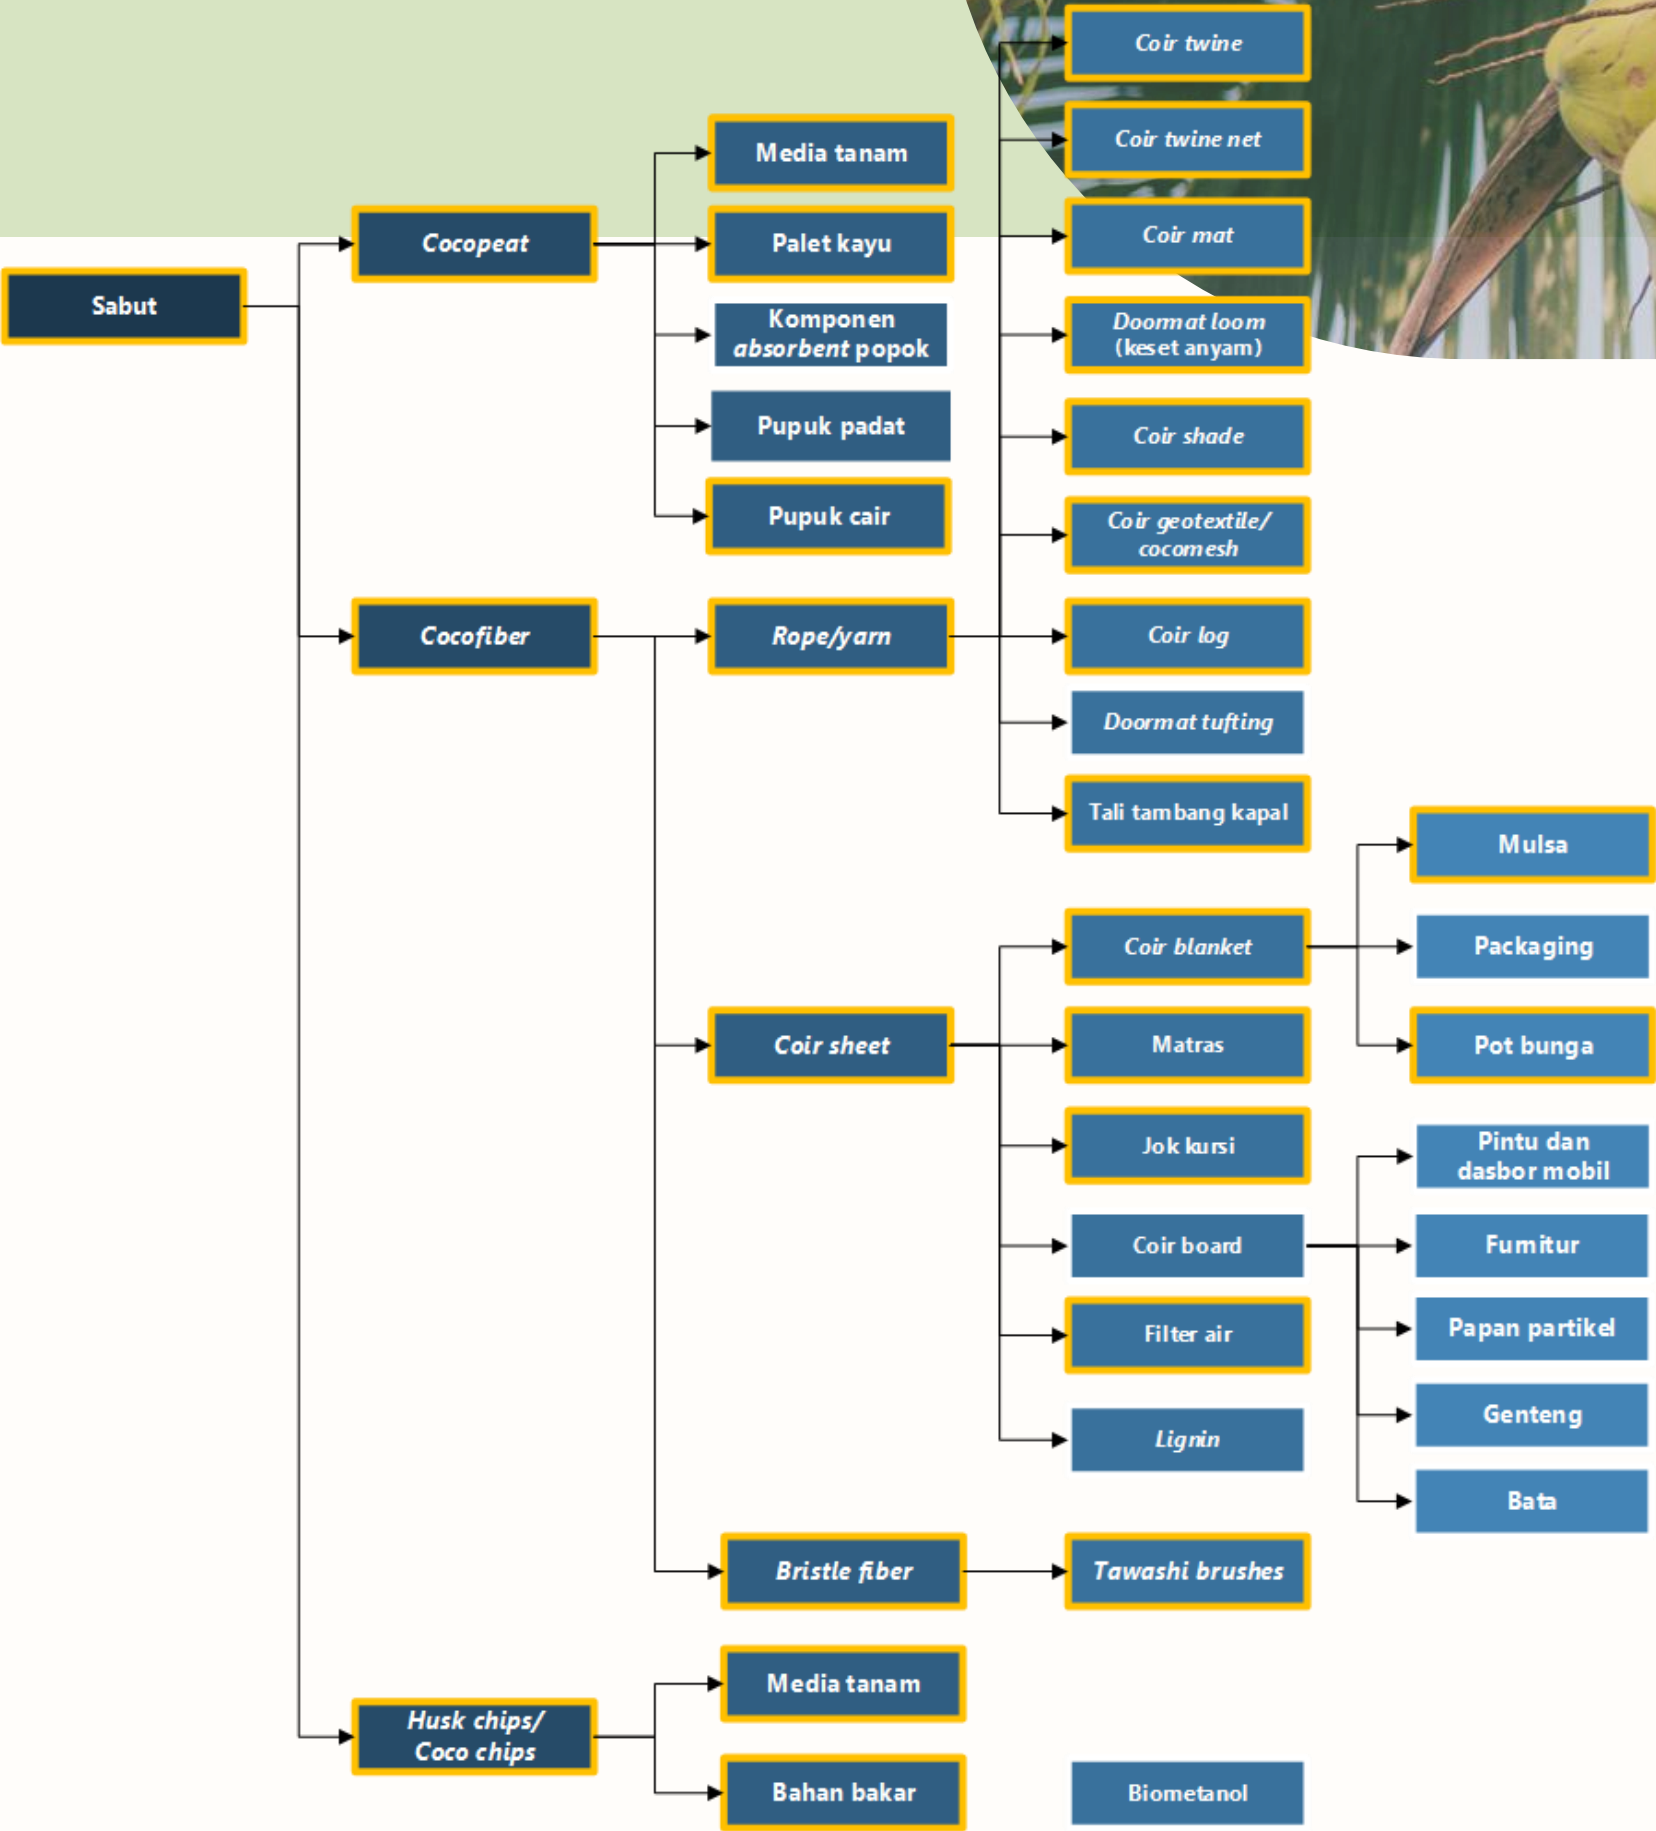 Sabut
Cocopeat
Media tanam
Palet kayu
Komponen
absorbent popok
Pupuk padat
Pupuk cair
Cocofiber
Rope/yarn
Coir twine
Coir twine net
Coir mat
Doormat loom
(keset anyam)
Coir shade
Coir geotextile/
cocomesh
Coir log
Doormat tufting
Tali tambang kapal
Coir sheet
Coir blanket
Mulsa
Packaging
Pot bunga
Matras
Jok kursi
Coir board
Pintu dan
dasbor mobil
Furnitur
Papan partikel
Genteng
Bata
Filter air
Lignin
Bristle fiber
Tawashi brushes
Husk chips/
Coco chips
Media tanam
Bahan bakar
Biometanol